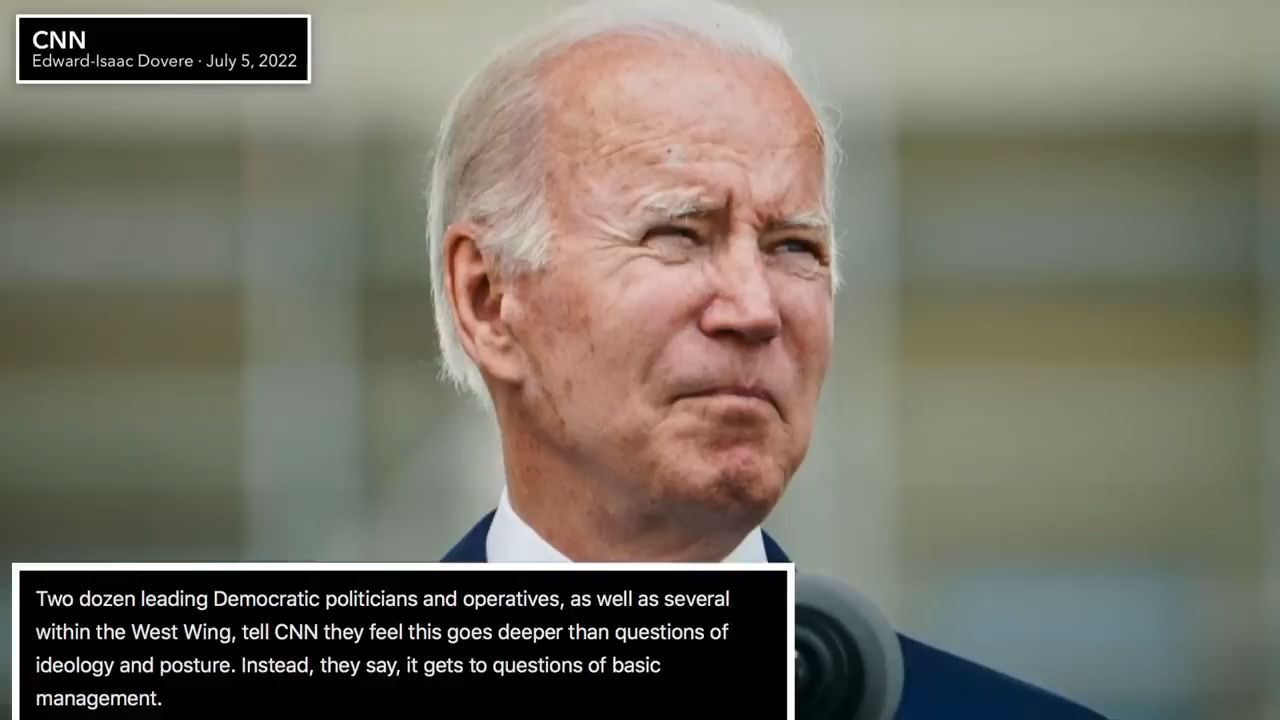 CNN
Edward-Isaac Dovere · July 5, 2022
Two dozen leading Democratic politicians and operatives, as well as several
within the West Wing, tell CNN they feel this goes deeper than questions of
ideology and posture. Instead, they say, it gets to questions of basic
management.